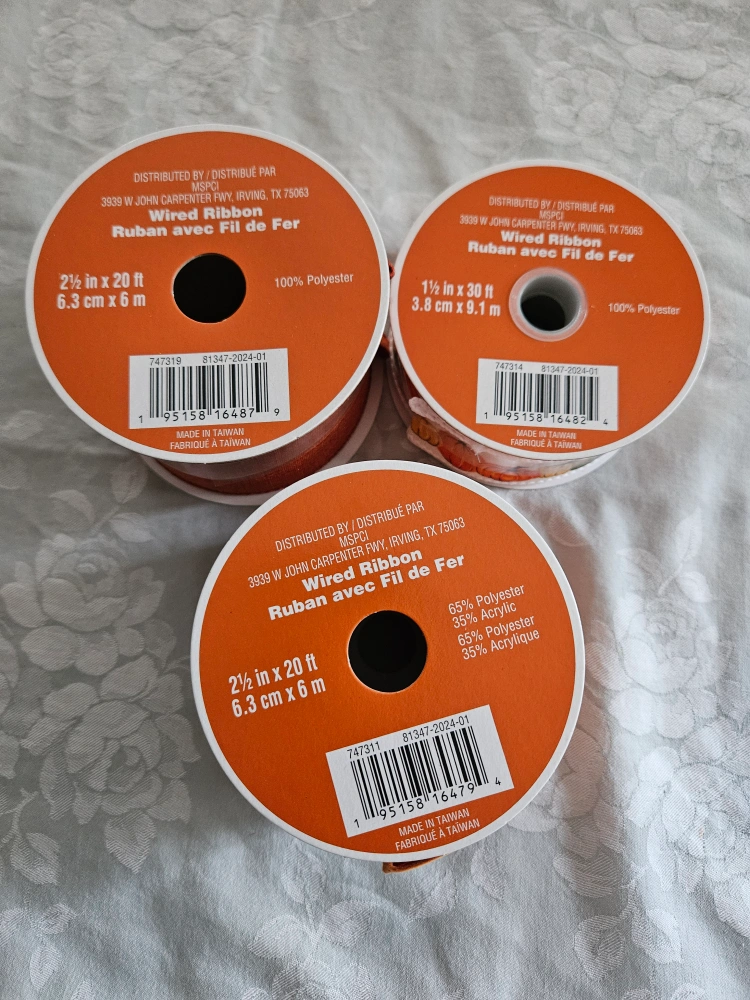 DISTRIBUTED BY / DISTRIBUÉ PAR
MSPCI
3939 W JOHN CARPENTER FWY, IRVING, TX 75063
Wired Ribbon
Ruban avec Fil de Fer
2½ in x 20 ft
6.3 cm x 6 m
100% Polyester
747319 81347-2024-01
1 95158 16487 9
MADE IN TAIWAN
FABRIQUÉ À TAÏWAN
DISTRIBUTED BY / DISTRIBUÉ PAR
MSPCI
3939 W JOHN CARPENTER FWY, IRVING, TX 75063
Wired Ribbon
Ruban avec Fil de Fer
1½ in x 30 ft
3.8 cm x 9.1 m
100% Polyester
747314 81347-2024-01
1 95158 16482 4
MADE IN TAIWAN
FABRIQUÉ À TAÏWAN
DISTRIBUTED BY / DISTRIBUÉ PAR
MSPCI
3939 W JOHN CARPENTER FWY, IRVING, TX 75063
Wired Ribbon
Ruban avec Fil de Fer
65% Polyester
35% Acrylic
65% Polyester
35% Acrylique
2½ in x 20 ft
6.3 cm x 6 m
747311 81347-2024-01
1 95158 16479 4
MADE IN TAIWAN
FABRIQUÉ À TAÏWAN